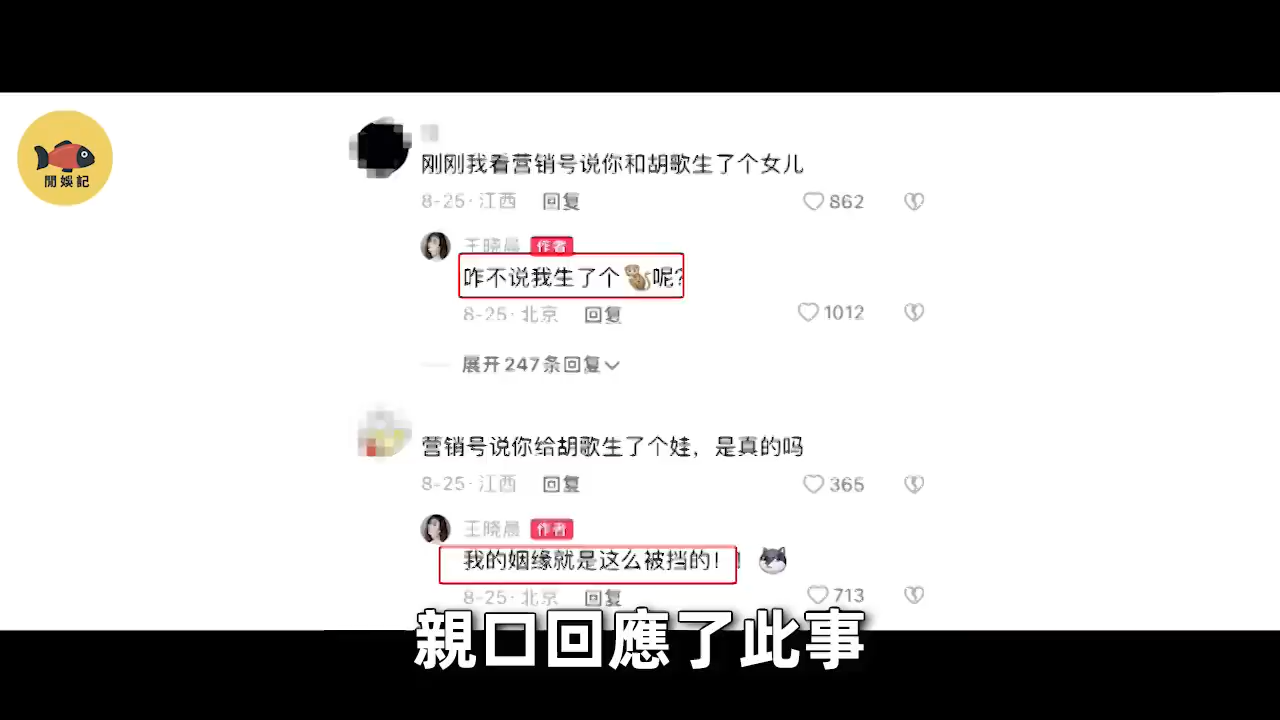 閒娛記
刚刚我看营销号说你和胡歌生了个女儿
8-25·江西 回复 862
王晓晨 作者
咋不说我生了个🐒呢?
8-25·北京 回复 1012
展开247条回复
营销号说你给胡歌生了个娃，是真的吗
8-25·江西 回复 365
王晓晨 作者
我的姻缘就是这么被挡的！！
8-25·北京 回复 713
親口回應了此事